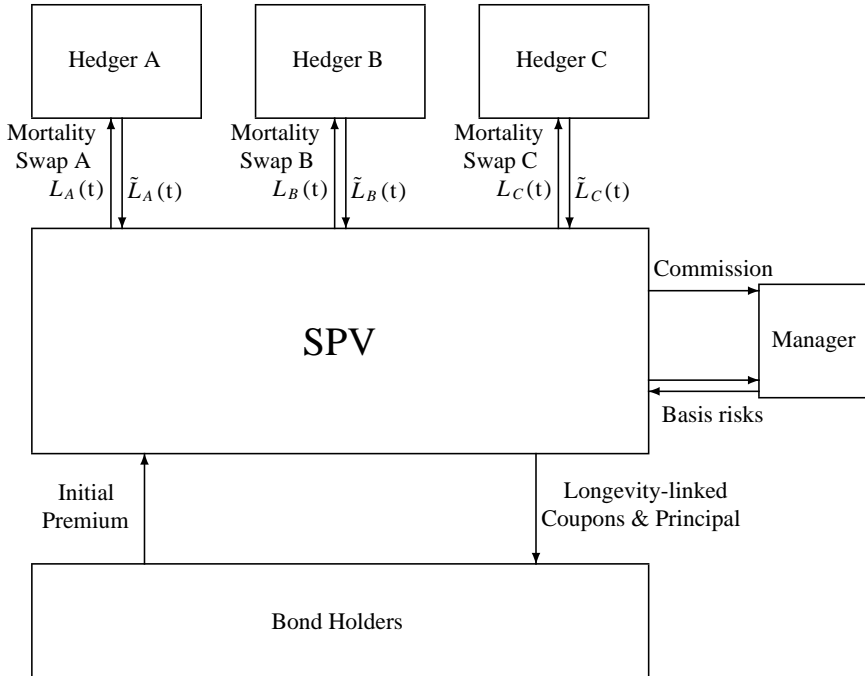 Hedger A
Hedger B
Hedger C
Mortality
Swap A
L_A(t)
L̃_A(t)
Mortality
Swap B
L_B(t)
L̃_B(t)
Mortality
Swap C
L_C(t)
L̃_C(t)
Commission
SPV
Manager
Basis risks
Initial
Premium
Longevity-linked
Coupons & Principal
Bond Holders